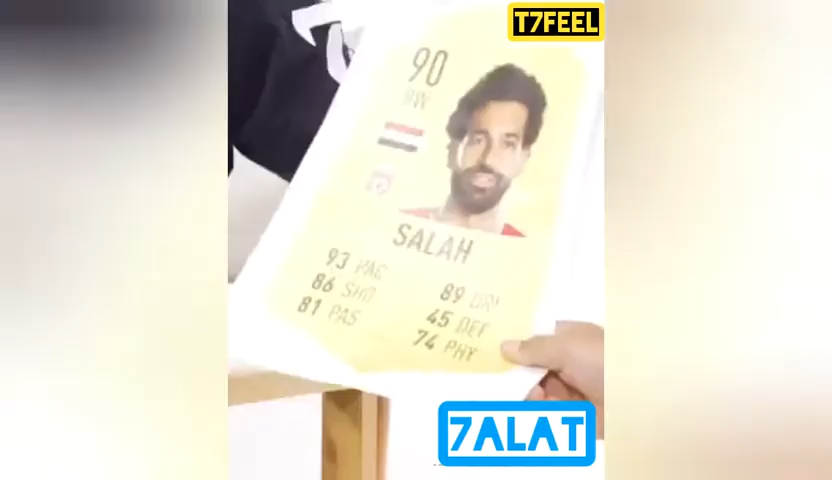 T7FEEL
90
RW
SALAH
93 PAC
86 SHO
81 PAS
89 DRI
45 DEF
74 PHY
7ALAT